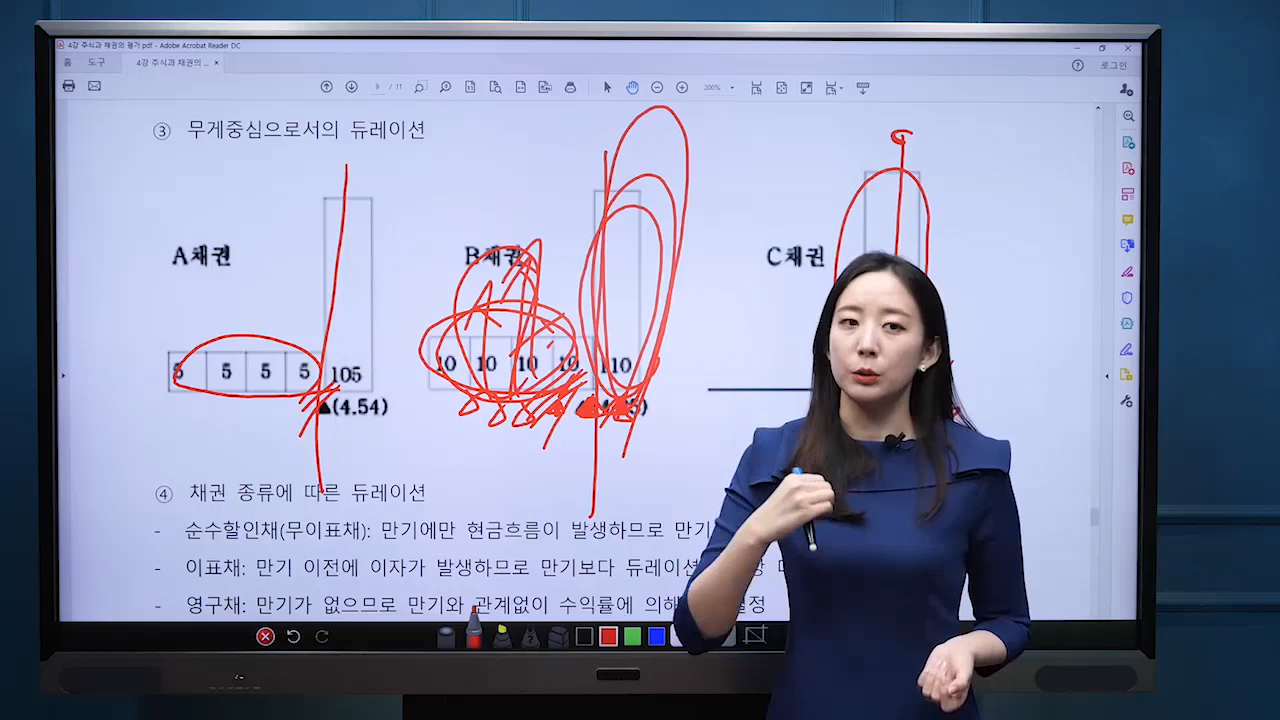 4강 주식과 채권의 평가.pdf - Adobe Acrobat Reader DC
홈 도구 4강 주식과 채권의 ... ×
로그인
9 / 11 200%
③ 무게중심으로서의 듀레이션
A채권 B채권 C채권
5 5 5 5 105 10 10 10 10 110
▲(4.54)
④ 채권 종류에 따른 듀레이션
- 순수할인채(무이표채): 만기에만 현금흐름이 발생하므로 만기
- 이표채: 만기 이전에 이자가 발생하므로 만기보다 듀레이션
- 영구채: 만기가 없으므로 만기와 관계없이 수익률에 의해